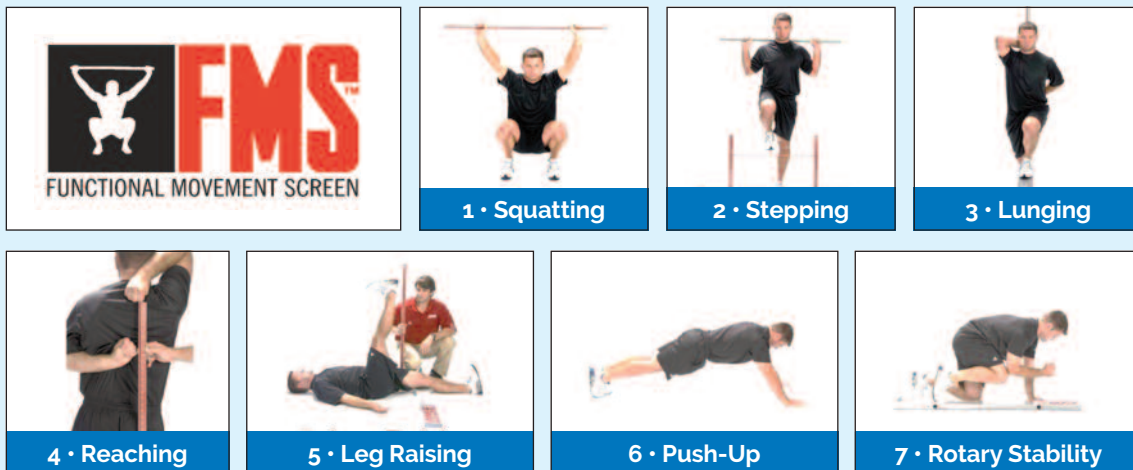 FMS™
FUNCTIONAL MOVEMENT SCREEN
1 • Squatting
2 • Stepping
3 • Lunging
4 • Reaching
5 • Leg Raising
6 • Push-Up
7 • Rotary Stability